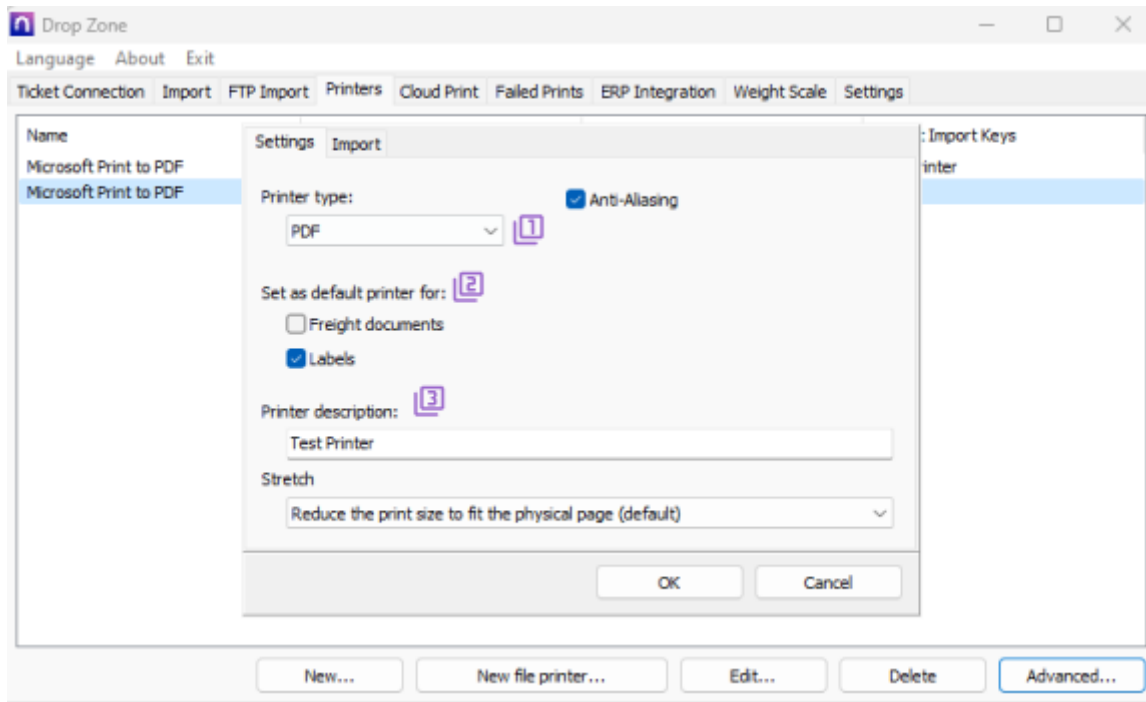 Drop Zone
Language About Exit
Ticket Connection Import FTP Import Printers Cloud Print Failed Prints ERP Integration Weight Scale Settings
Name : Import Keys
Microsoft Print to PDF inter
Microsoft Print to PDF
Settings Import
Printer type: Anti-Aliasing
PDF 1
Set as default printer for: 2
Freight documents
Labels
Printer description: 3
Test Printer
Stretch
Reduce the print size to fit the physical page (default)
OK Cancel
New... New file printer... Edit... Delete Advanced...